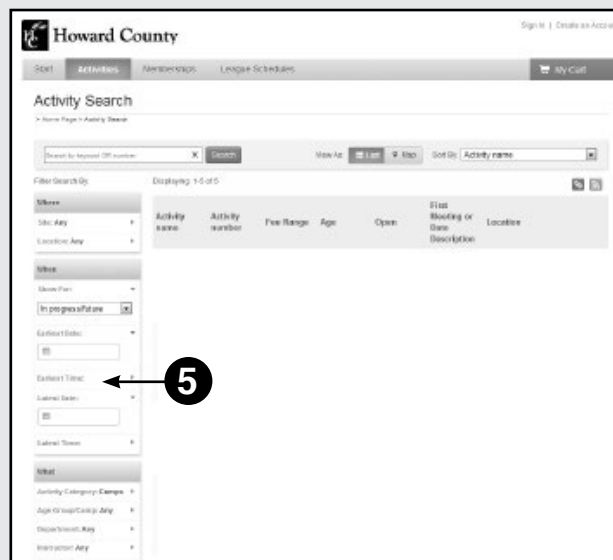 Howard County
Sign In | Create an Accou
Start Activities Memberships League Schedules My Cart
Activity Search
> Home Page > Activity Search
Search by keyword OR number X Search View As: List Map Sort By: Activity name
Filter Search By: Displaying: 1-5 of 5
Where
Site: Any
Location: Any
Activity name
Activity number
Fee Range
Age
Open
First Meeting or Date Description
Location
When
Show For:
In progress/future
Earliest Date:
Earliest Time:
5
Latest Date:
Latest Time:
What
Activity Category: Camps
Age Group/Camp: Any
Department: Any
Instructor: Any